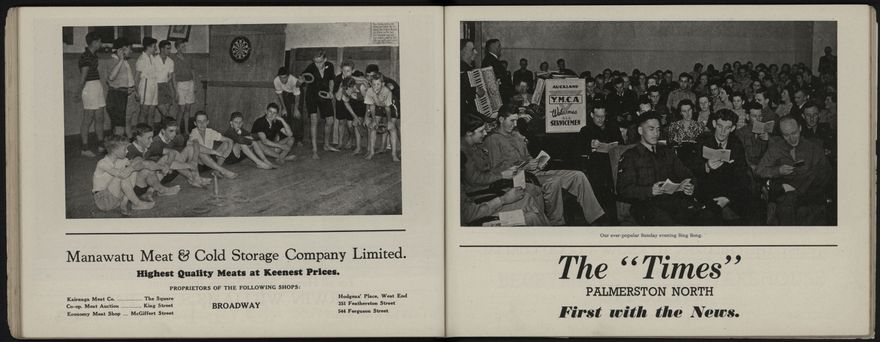 Manawatu Meat & Cold Storage Company Limited.
Highest Quality Meats at Keenest Prices.
PROPRIETORS OF THE FOLLOWING SHOPS:
Kairanga Meat Co. ............ The Square
Co-op. Meat Auction ........... King Street
Economy Meat Shop ... McGiffert Street
BROADWAY
Hodgens' Place, West End
351 Featherston Street
544 Ferguson Street
AUCKLAND
Y.M.C.A
Welcomes
ALL
SERVICEMEN
Our ever-popular Sunday evening Sing Song.
The "Times"
PALMERSTON NORTH
First with the News.